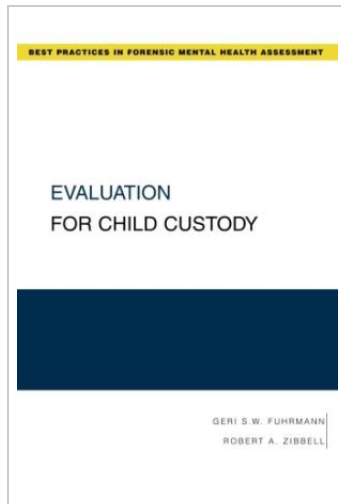 BEST PRACTICES IN FORENSIC MENTAL HEALTH ASSESSMENT
EVALUATION
FOR CHILD CUSTODY
GERI S.W. FUHRMANN
ROBERT A. ZIBBELL